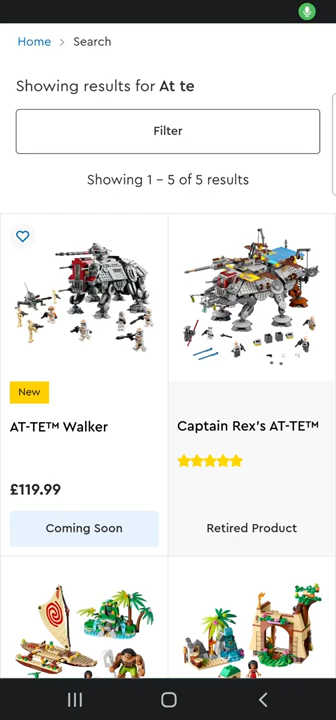 Home > Search
Showing results for At te
Filter
Showing 1 – 5 of 5 results
New
AT-TE™ Walker
£119.99
Coming Soon
Captain Rex's AT-TE™
Retired Product